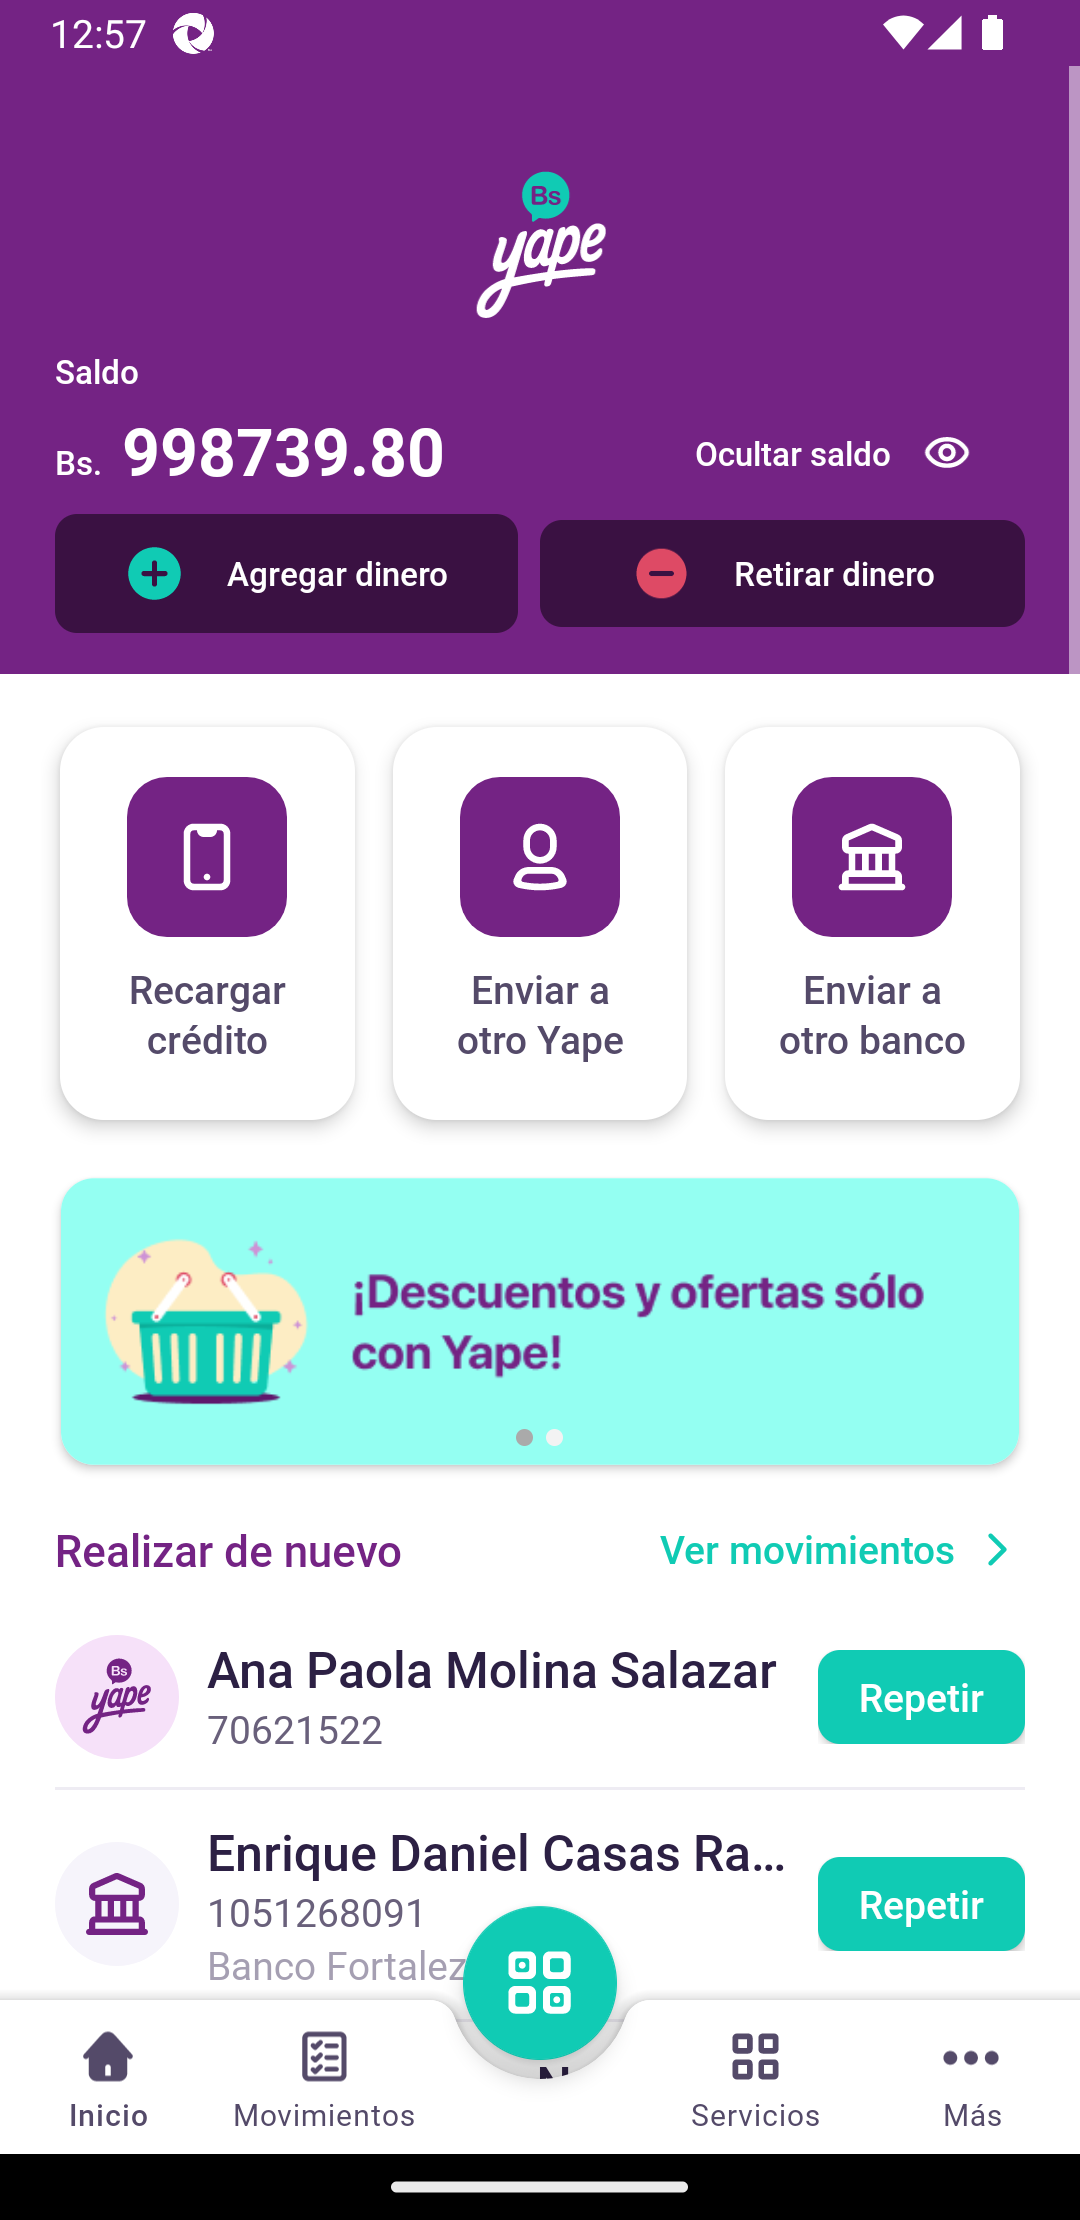 12:57
Bs
yape
Saldo
Bs. 998739.80
Ocultar saldo
Agregar dinero
Retirar dinero
Recargar
crédito
Enviar a
otro Yape
Enviar a
otro banco
¡Descuentos y ofertas sólo
con Yape!
Realizar de nuevo
Ver movimientos
Bs
yape
Ana Paola Molina Salazar
70621522
Repetir
Enrique Daniel Casas Ra...
1051268091
Banco Fortalez
Repetir
Inicio
Movimientos
Servicios
Más